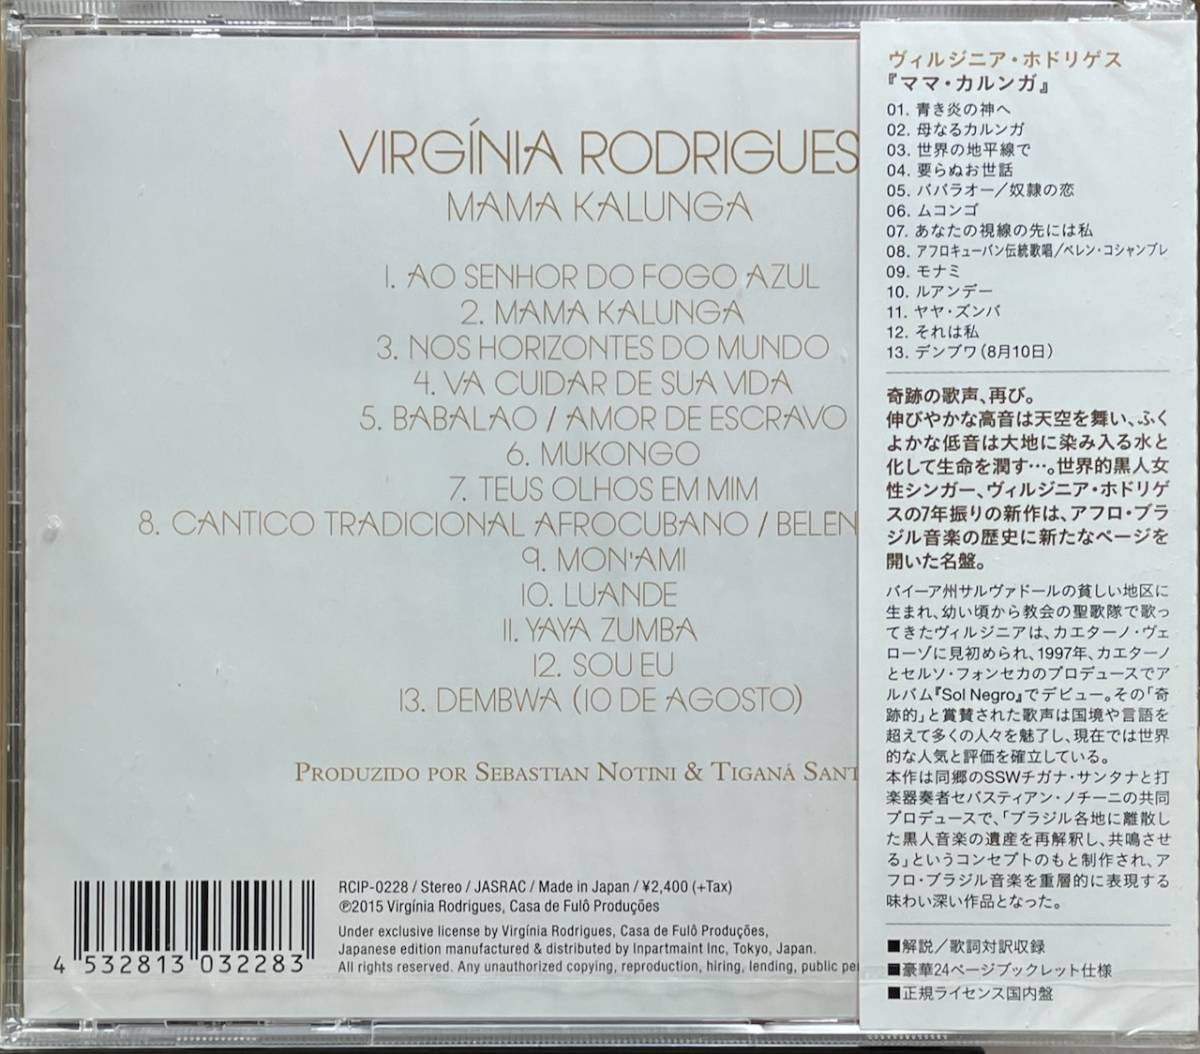 VIRGÍNIA RODRIGUES
MAMA KALUNGA
1. AO SENHOR DO FOGO AZUL
2. MAMA KALUNGA
3. NOS HORIZONTES DO MUNDO
4. VA CUIDAR DE SUA VIDA
5. BABALAO / AMOR DE ESCRAVO
6. MUKONGO
7. TEUS OLHOS EM MIM
8. CANTICO TRADICIONAL AFROCUBANO / BELEN
9. MON'AMI
10. LUANDE
11. YAYA ZUMBA
12. SOU EU
13. DEMBWA (10 DE AGOSTO)
PRODUZIDO POR SEBASTIAN NOTINI & TIGANÁ SANT
4 532813 032283
RCIP-0228 / Stereo / JASRAC / Made in Japan / ¥2,400 (+Tax)
℗2015 Virgínia Rodrigues, Casa de Fulô Produções
Under exclusive license by Virgínia Rodrigues, Casa de Fulô Produções,
Japanese edition manufactured & distributed by Inpartmaint Inc, Tokyo, Japan.
All rights reserved. Any unauthorized copying, reproduction, hiring, lending, public per
ヴィルジニア・ホドリゲス
『ママ・カルンガ』
01. 青き炎の神へ
02. 母なるカルンガ
03. 世界の地平線で
04. 要らぬお世話
05. ババラオー/奴隷の恋
06. ムコンゴ
07. あなたの視線の先には私
08. アフロキューバン伝統歌唱/ベレン・コシャンブレ
09. モナミ
10. ルアンデー
11. ヤヤ・ズンバ
12. それは私
13. デンブワ(8月10日)
奇跡の歌声、再び。
伸びやかな高音は天空を舞い、ふく
よかな低音は大地に染み入る水と
化して生命を潤す…。世界的黒人女
性シンガー、ヴィルジニア・ホドリゲ
スの7年振りの新作は、アフロ・ブラ
ジル音楽の歴史に新たなページを
開いた名盤。
バイーア州サルヴァドールの貧しい地区に
生まれ、幼い頃から教会の聖歌隊で歌っ
てきたヴィルジニアは、カエターノ・ヴェ
ローゾに見初められ、1997年、カエターノ
とセルソ・フォンセカのプロデュースでア
ルバム『Sol Negro』でデビュー。その「奇
跡的」と賞賛された歌声は国境や言語を
超えて多くの人々を魅了し、現在では世界
的な人気と評価を確立している。
本作は同郷のSSWチガナ・サンタナと打
楽器奏者セバスティアン・ノチーニの共同
プロデュースで、「ブラジル各地に離散した
黒人音楽の遺産を再解釈し、共鳴させ
る」というコンセプトのもと制作され、ア
フロ・ブラジル音楽を重層的に表現する
味わい深い作品となった。
■解説/歌詞対訳収録
■豪華24ページブックレット仕様
■正規ライセンス国内盤